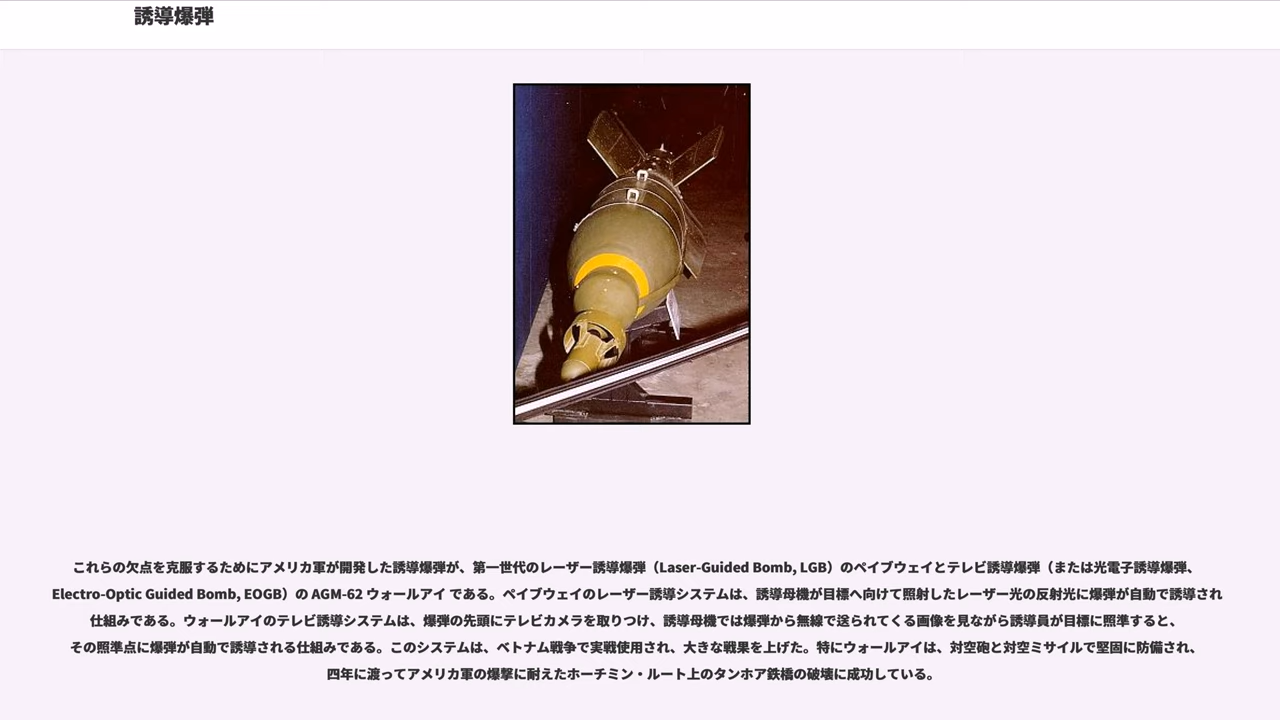 誘導爆弾
これらの欠点を克服するためにアメリカ軍が開発した誘導爆弾が、第一世代のレーザー誘導爆弾（Laser-Guided Bomb, LGB）のペイブウェイとテレビ誘導爆弾（または光電子誘導爆弾、
Electro-Optic Guided Bomb, EOGB）の AGM-62 ウォールアイ である。ペイブウェイのレーザー誘導システムは、誘導母機が目標へ向けて照射したレーザー光の反射光に爆弾が自動で誘導され
仕組みである。ウォールアイのテレビ誘導システムは、爆弾の先頭にテレビカメラを取りつけ、誘導母機では爆弾から無線で送られてくる画像を見ながら誘導員が目標に照準すると、
その照準点に爆弾が自動で誘導される仕組みである。このシステムは、ベトナム戦争で実戦使用され、大きな戦果を上げた。特にウォールアイは、対空砲と対空ミサイルで堅固に防備され、
四年に渡ってアメリカ軍の爆撃に耐えたホーチミン・ルート上のタンホア鉄橋の破壊に成功している。